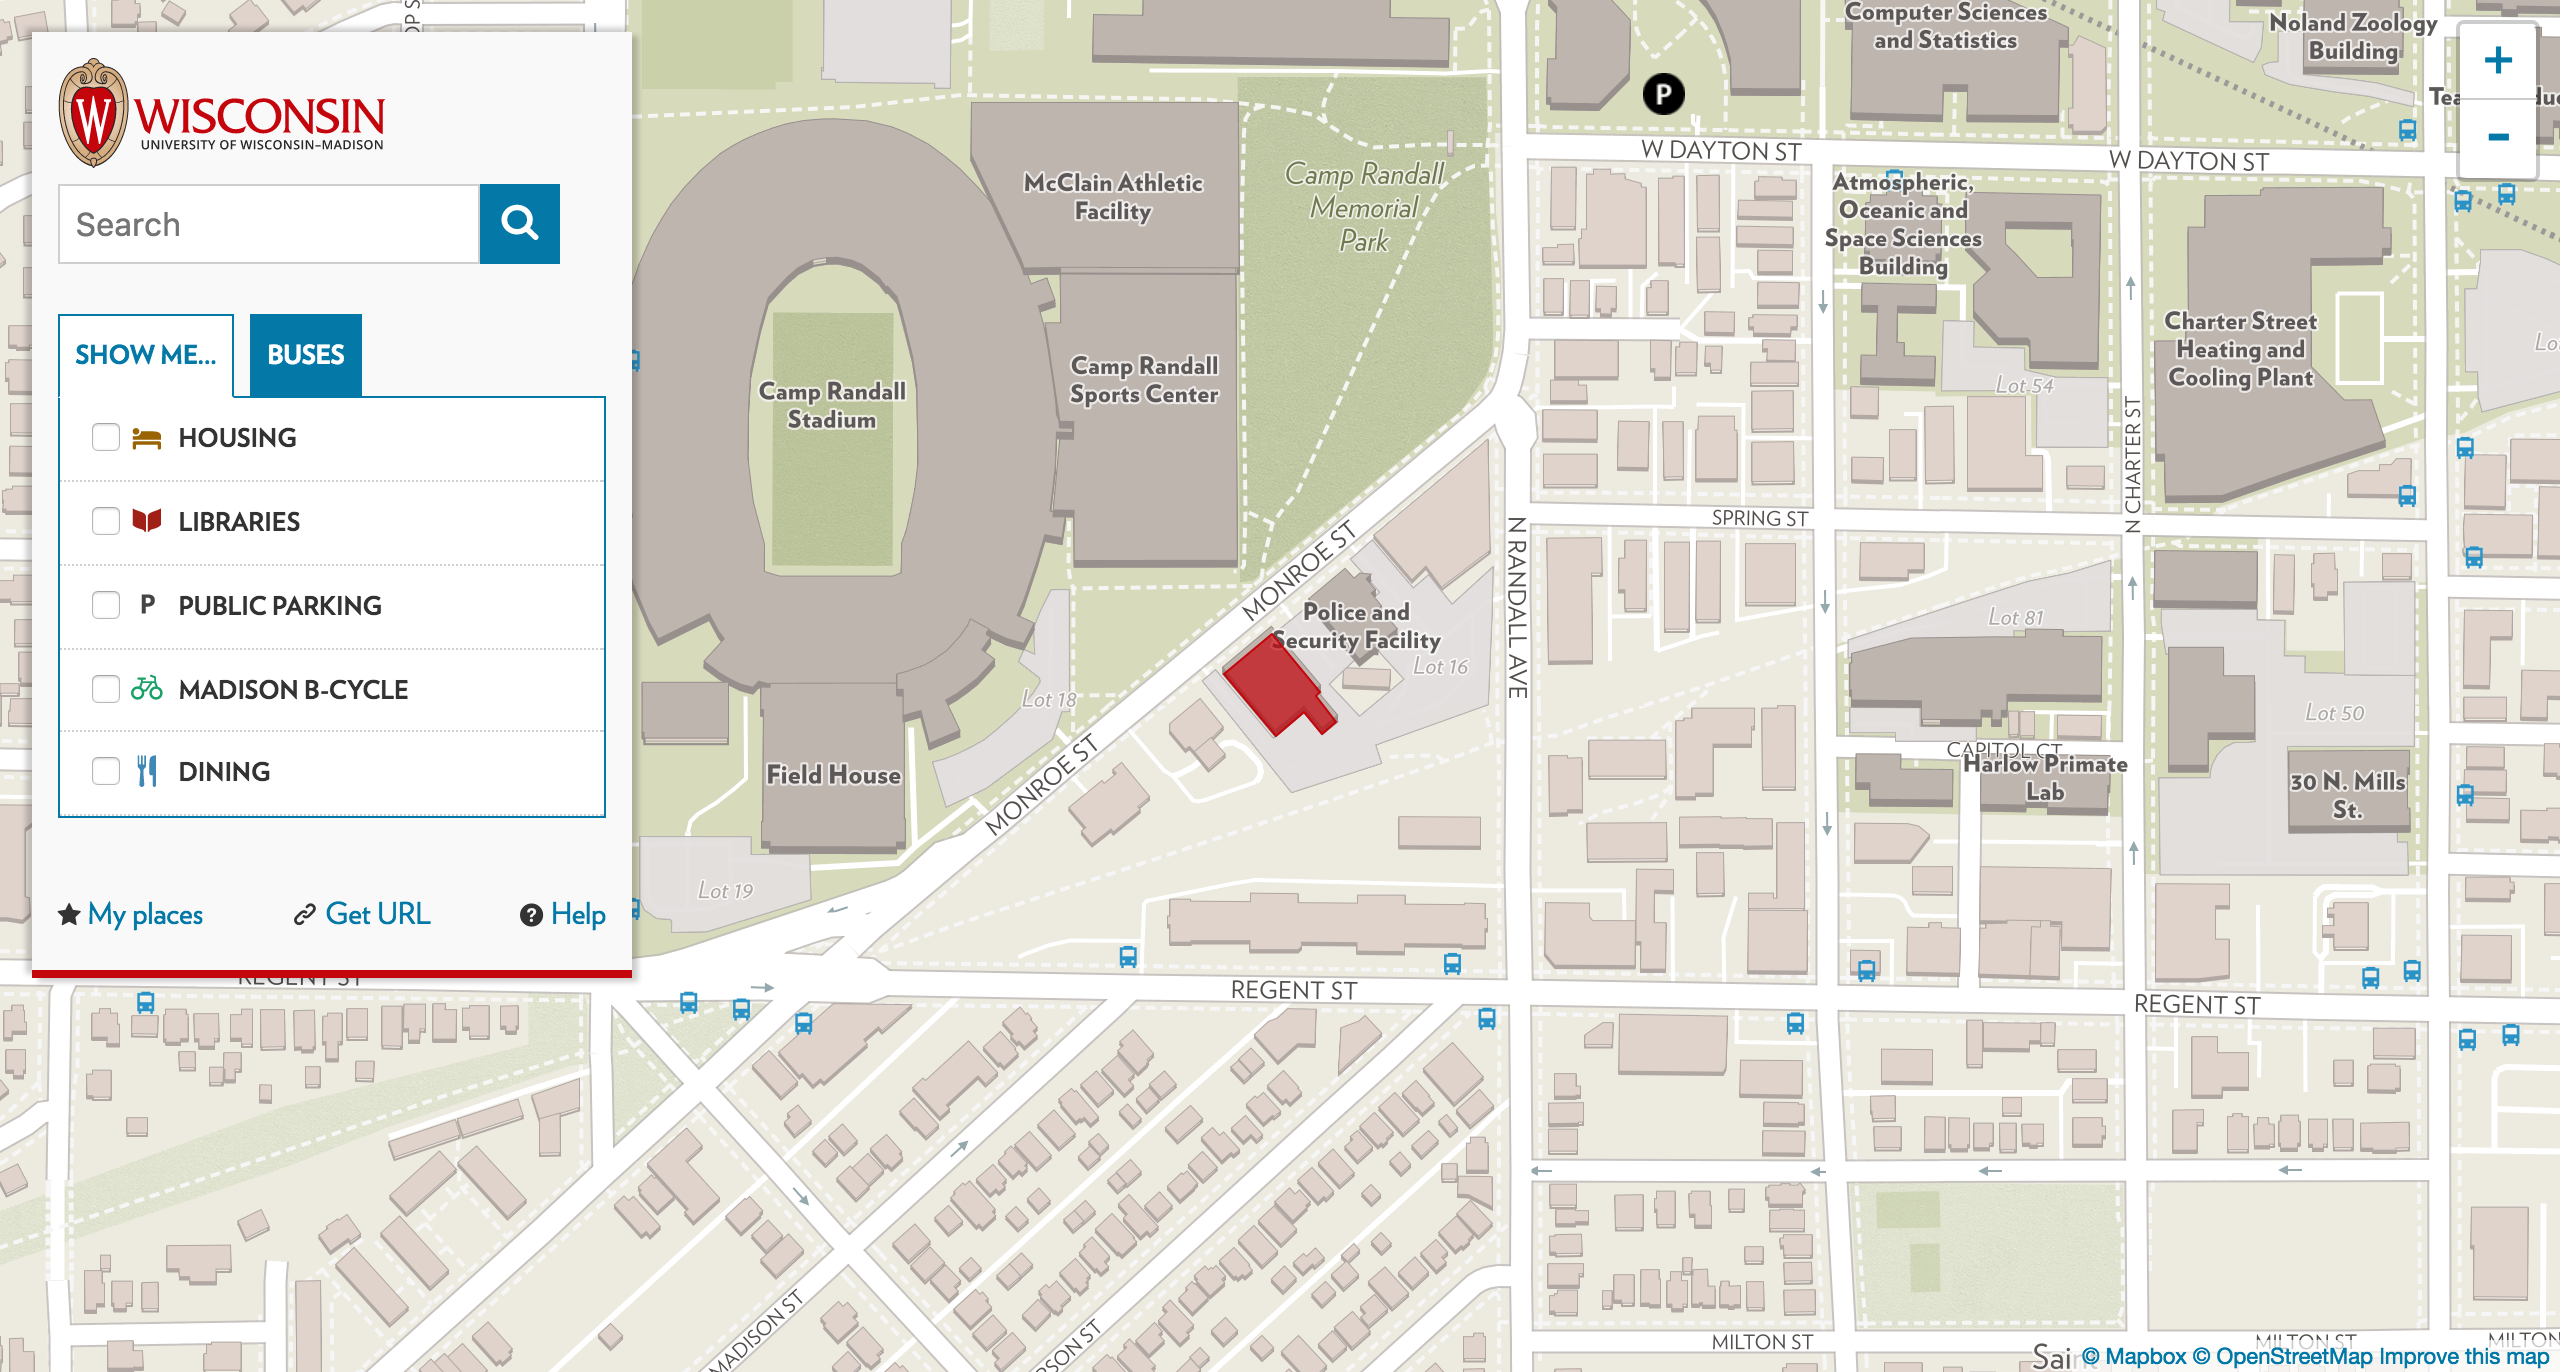 WISCONSIN
UNIVERSITY OF WISCONSIN–MADISON
Search
SHOW ME...
BUSES
HOUSING
LIBRARIES
P PUBLIC PARKING
MADISON B-CYCLE
DINING
My places
Get URL
? Help
REGENT ST
Computer Sciences
and Statistics
Noland Zoology
Building
+
-
P
W DAYTON ST
W DAYTON ST
McClain Athletic
Facility
Camp Randall
Memorial
Park
Atmospheric,
Oceanic and
Space Sciences
Building
Camp Randall
Stadium
Camp Randall
Sports Center
Charter Street
Heating and
Cooling Plant
Lot 54
N CHARTER ST
SPRING ST
MONROE ST
N RANDALL AVE
Police and
Security Facility
Lot 16
Lot 81
Lot 18
Lot 50
MONROE ST
Field House
CAPITOL CT
Harlow Primate
Lab
30 N. Mills
St.
Lot 19
REGENT ST
REGENT ST
MADISON ST
MILTON ST
MILTON ST
MILTON
© Mapbox © OpenStreetMap Improve this map